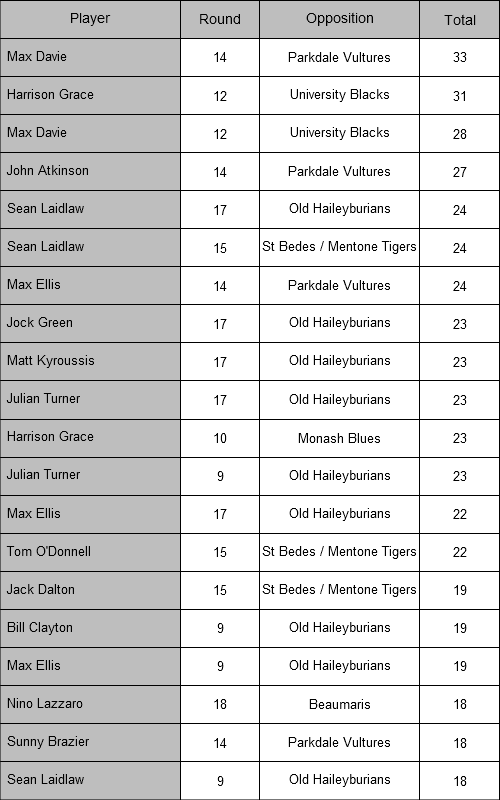 Player Round Opposition Total
Max Davie 14 Parkdale Vultures 33
Harrison Grace 12 University Blacks 31
Max Davie 12 University Blacks 28
John Atkinson 14 Parkdale Vultures 27
Sean Laidlaw 17 Old Haileyburians 24
Sean Laidlaw 15 St Bedes / Mentone Tigers 24
Max Ellis 14 Parkdale Vultures 24
Jock Green 17 Old Haileyburians 23
Matt Kyroussis 17 Old Haileyburians 23
Julian Turner 17 Old Haileyburians 23
Harrison Grace 10 Monash Blues 23
Julian Turner 9 Old Haileyburians 23
Max Ellis 17 Old Haileyburians 22
Tom O'Donnell 15 St Bedes / Mentone Tigers 22
Jack Dalton 15 St Bedes / Mentone Tigers 19
Bill Clayton 9 Old Haileyburians 19
Max Ellis 9 Old Haileyburians 19
Nino Lazzaro 18 Beaumaris 18
Sunny Brazier 14 Parkdale Vultures 18
Sean Laidlaw 9 Old Haileyburians 18